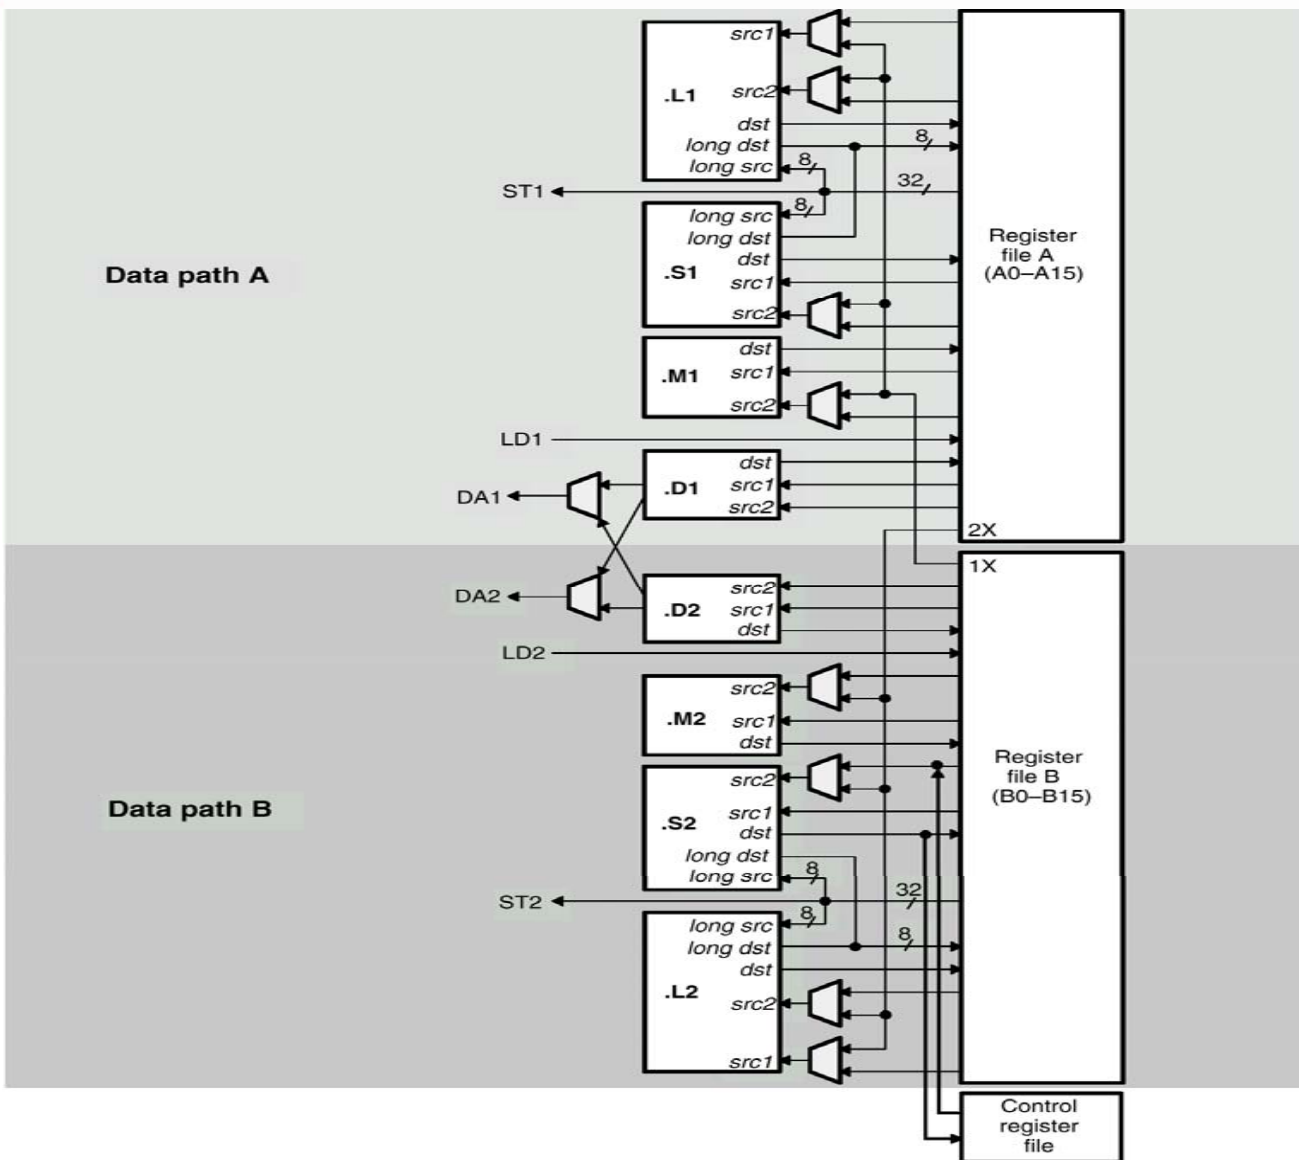 src1
.L1
src2
dst
long dst
8
long src
8
ST1
32
8
long src
long dst
dst
.S1
src1
src2
Register
file A
(A0–A15)
Data path A
dst
.M1
src1
src2
LD1
dst
DA1
.D1
src1
src2
2X
1X
DA2
src2
.D2
src1
dst
LD2
src2
.M2
src1
dst
src2
src1
.S2
dst
long dst
long src
8
Register
file B
(B0–B15)
Data path B
ST2
32
8
long src
long dst
8
dst
.L2
src2
src1
Control
register
file